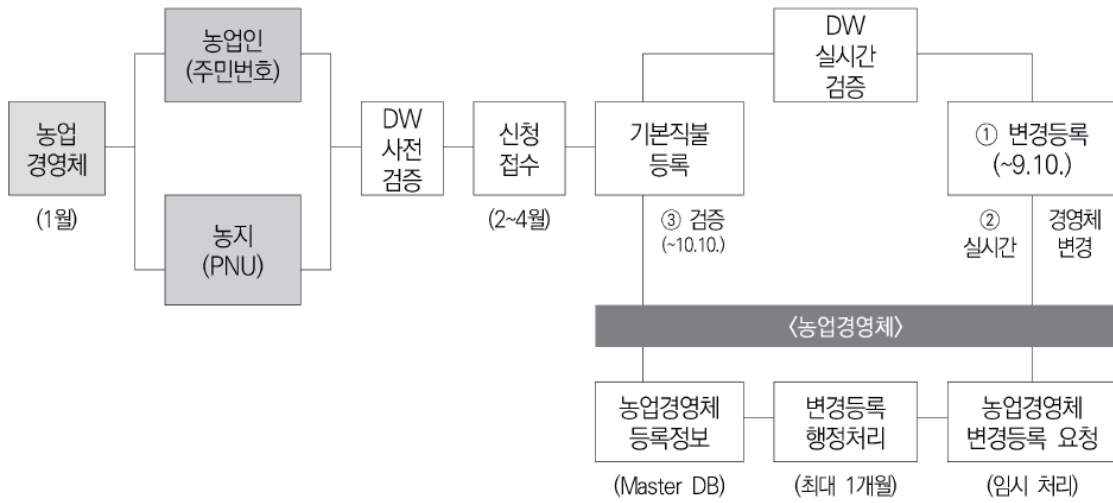 농업
경영체
(1월)
농업인
(주민번호)
농지
(PNU)
DW
사전
검증
신청
접수
(2~4월)
기본직불
등록
DW
실시간
검증
① 변경등록
(~9.10.)
③ 검증
(~10.10.)
②
실시간
경영체
변경
〈농업경영체〉
농업경영체
등록정보
(Master DB)
변경등록
행정처리
(최대 1개월)
농업경영체
변경등록 요청
(임시 처리)